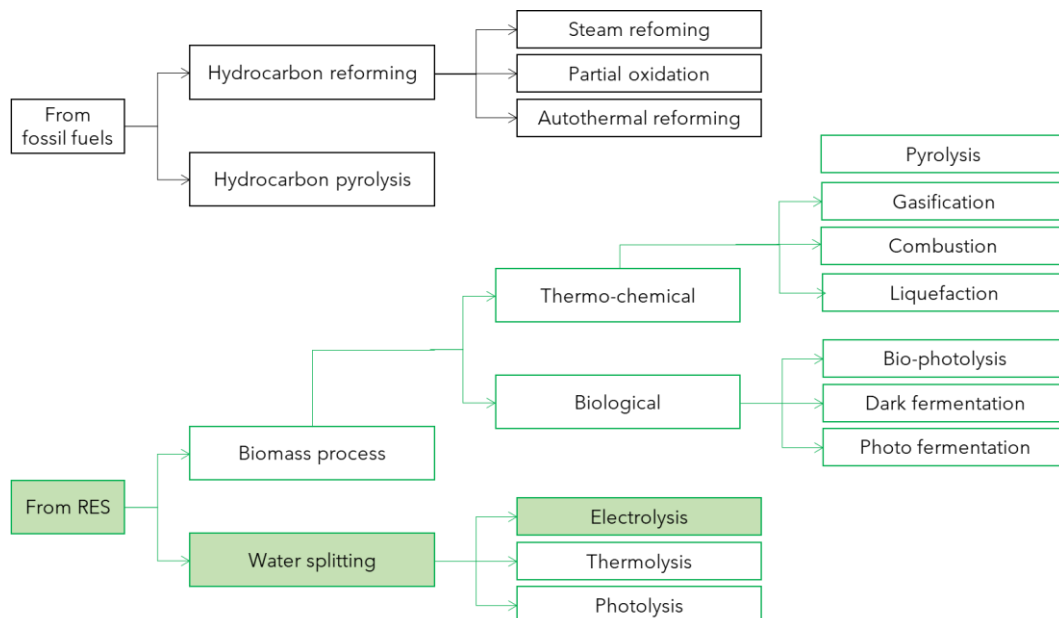 Steam refoming
Hydrocarbon reforming
Partial oxidation
From
fossil fuels
Autothermal reforming
Hydrocarbon pyrolysis
Pyrolysis
Gasification
Combustion
Thermo-chemical
Liquefaction
Bio-photolysis
Biological
Dark fermentation
Biomass process
Photo fermentation
From RES
Electrolysis
Water splitting
Thermolysis
Photolysis